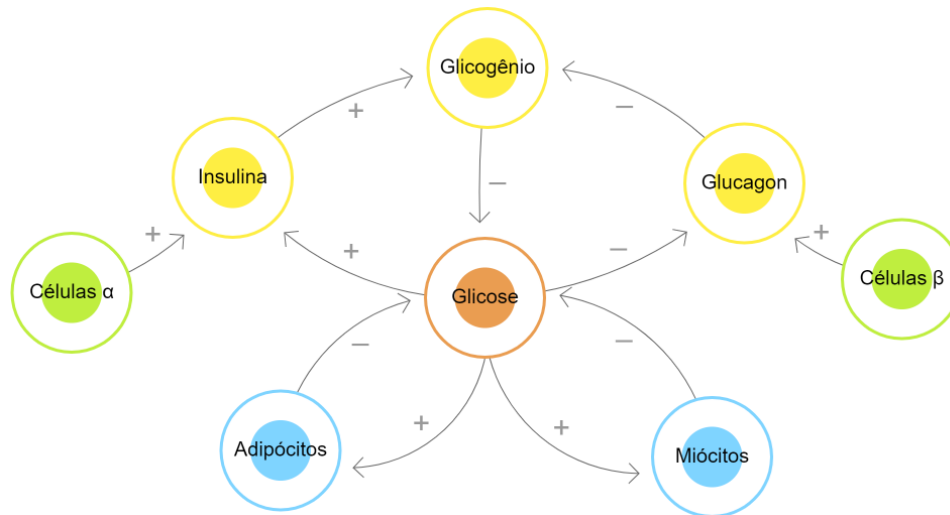 Glicogênio
+
−
Insulina
−
Glucagon
+
Células α
+
−
Glicose
+
Células β
−
−
Adipócitos
+
+
Miócitos